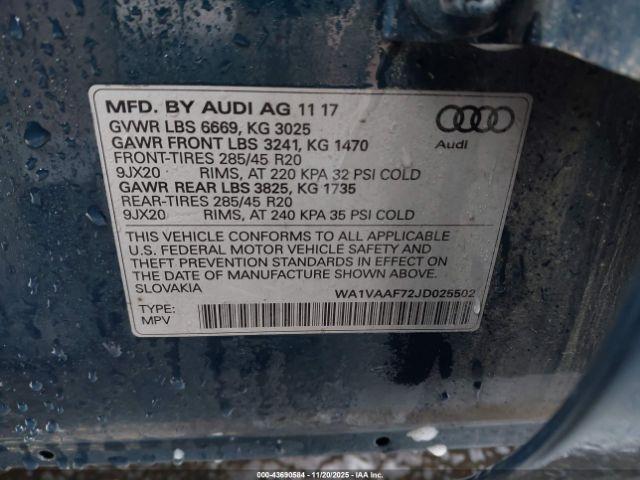 MFD. BY AUDI AG 11 17
GVWR LBS 6669, KG 3025
GAWR FRONT LBS 3241, KG 1470
FRONT-TIRES 285/45 R20
9JX20 RIMS, AT 220 KPA 32 PSI COLD
GAWR REAR LBS 3825, KG 1735
REAR-TIRES 285/45 R20
9JX20 RIMS, AT 240 KPA 35 PSI COLD
Audi
THIS VEHICLE CONFORMS TO ALL APPLICABLE
U.S. FEDERAL MOTOR VEHICLE SAFETY AND
THEFT PREVENTION STANDARDS IN EFFECT ON
THE DATE OF MANUFACTURE SHOWN ABOVE.
SLOVAKIA WA1VAAF72JD025502
TYPE:
MPV
© IAAI 43690584 - 11/20/2025 - IAAHOLDINGS, LLC